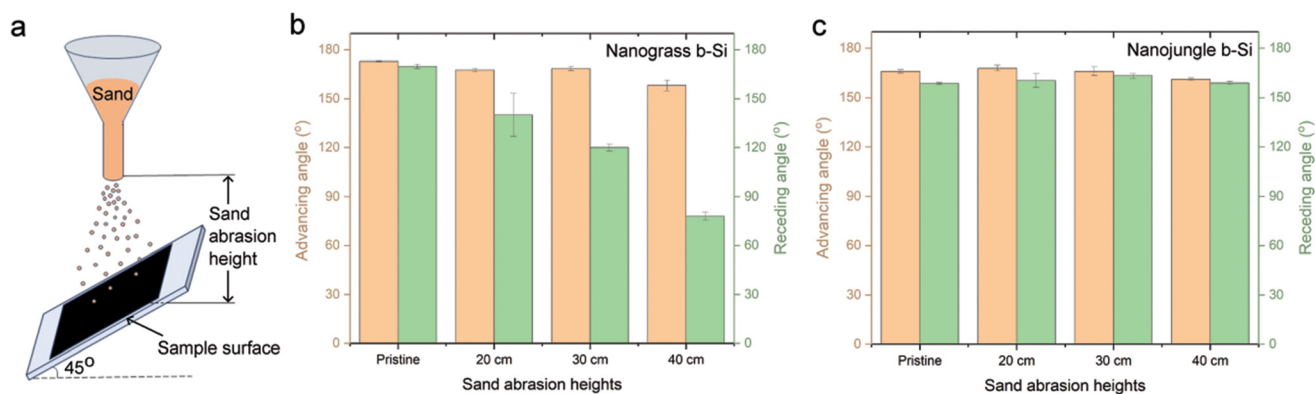 a
Sand
Sand
abrasion
height
Sample surface
45°
b
Nanograss b-Si
Advancing angle (°)
180
150
120
90
60
30
0
Receding angle (°)
180
150
120
90
60
30
0
Pristine 20 cm 30 cm 40 cm
Sand abrasion heights
c
Nanojungle b-Si
Advancing angle (°)
180
150
120
90
60
30
0
Receding angle (°)
180
150
120
90
60
30
0
Pristine 20 cm 30 cm 40 cm
Sand abrasion heights